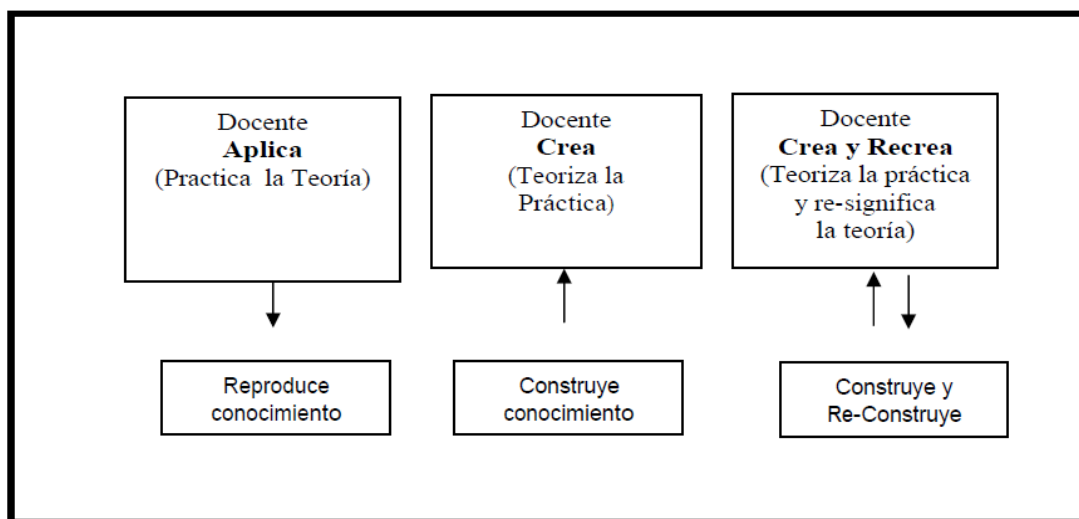 Docente
Aplica
(Practica la Teoría)
Docente
Crea
(Teoriza la
Práctica)
Docente
Crea y Recrea
(Teoriza la práctica
y re-significa
la teoría)
Reproduce
conocimiento
Construye
conocimiento
Construye y
Re-Construye